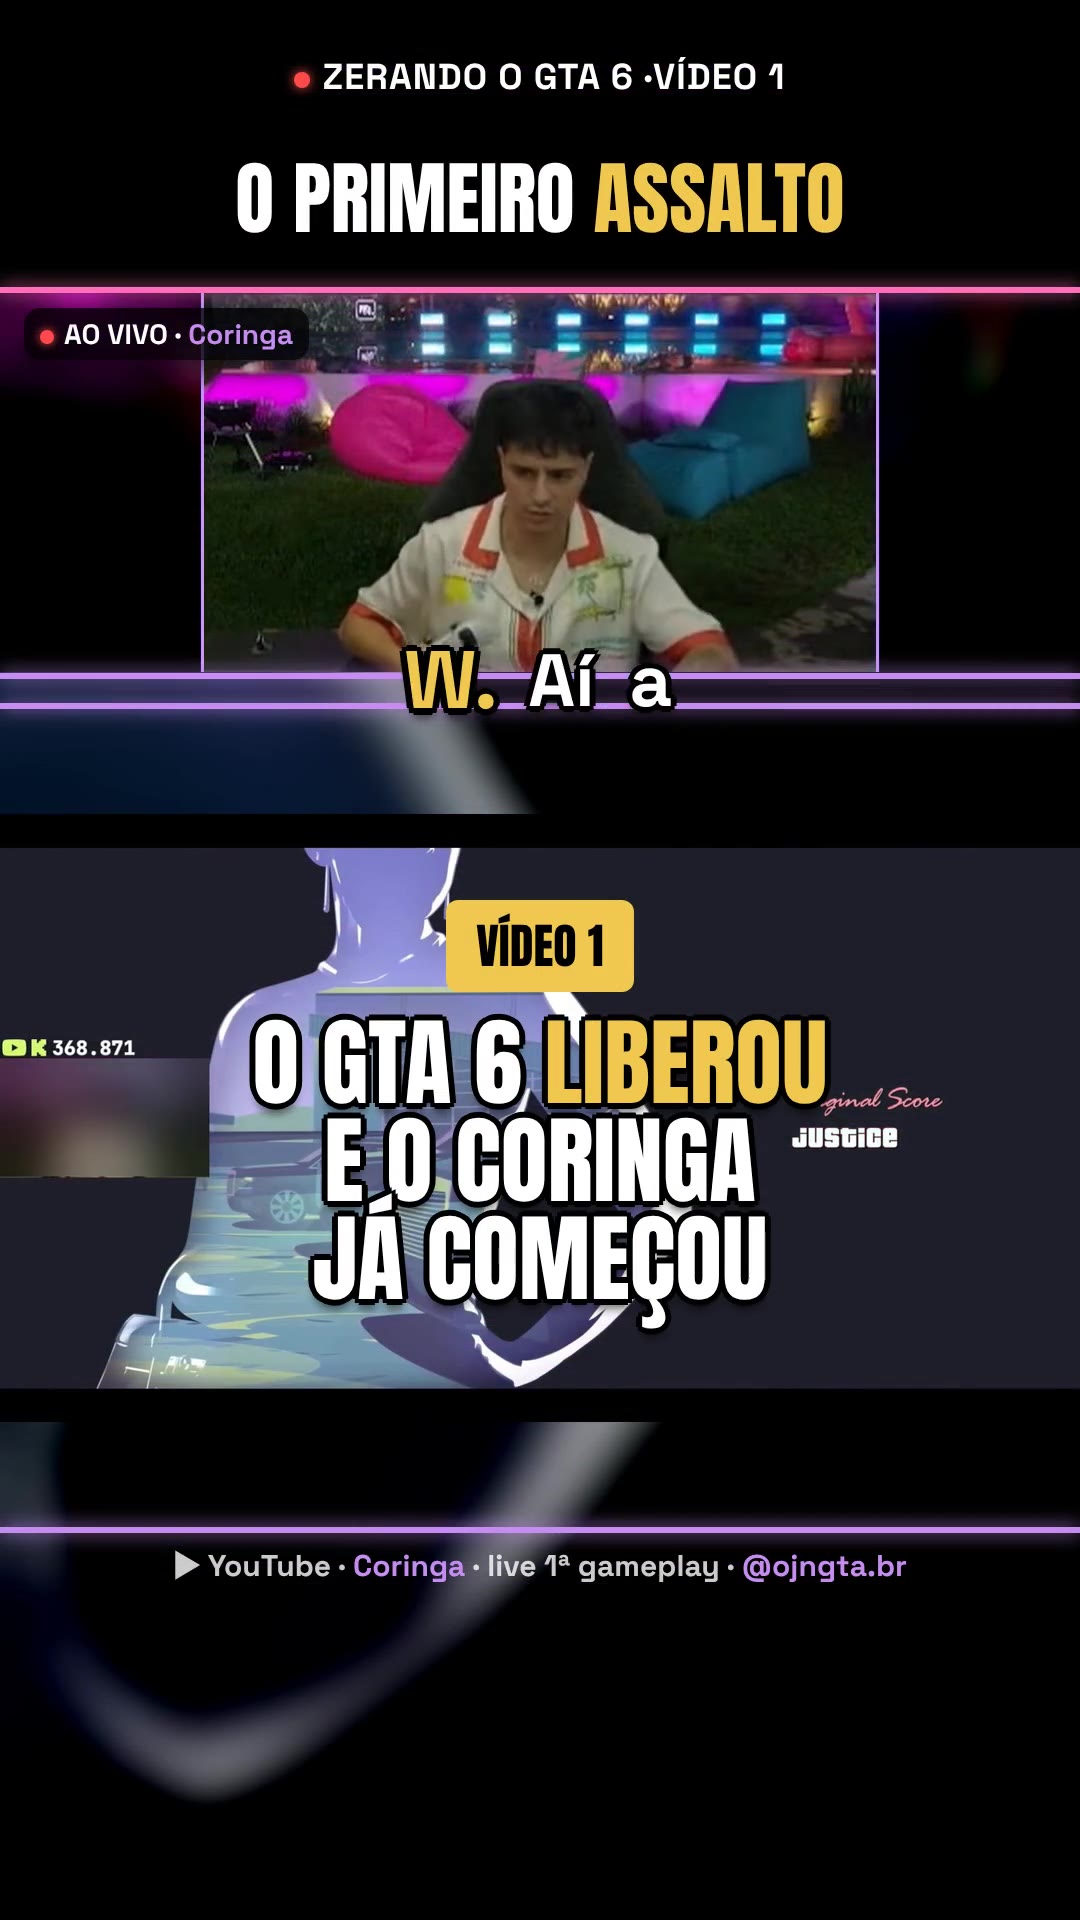 ZERANDO O GTA 6 ·VÍDEO 1
O PRIMEIRO ASSALTO
AO VIVO · Coringa
W. Aí a
VÍDEO 1
368.871
O GTA 6 LIBEROU
E O CORINGA
JÁ COMEÇOU
ginal Score
JUSTICE
YouTube · Coringa · live 1ª gameplay · @ojngta.br